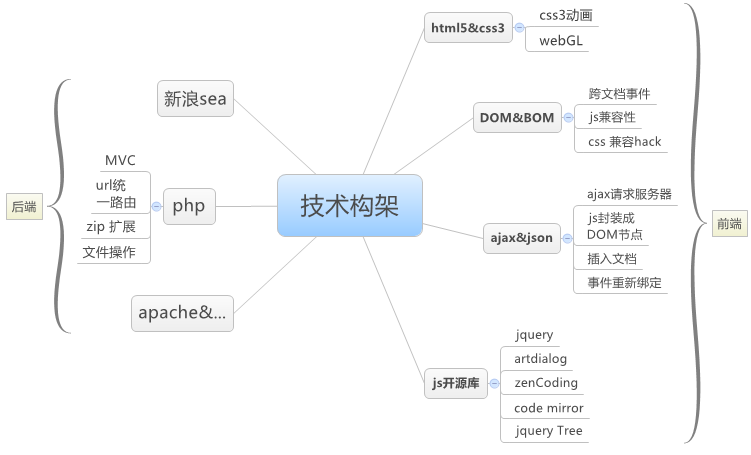 技术构架
html5&css3
css3动画
webGL
DOM&BOM
跨文档事件
js兼容性
css 兼容hack
ajax&json
ajax请求服务器
js封装成
DOM节点
插入文档
事件重新绑定
js开源库
jquery
artdialog
zenCoding
code mirror
jquery Tree
前端
新浪sea
php
MVC
url统
一路由
zip 扩展
文件操作
apache&...
后端